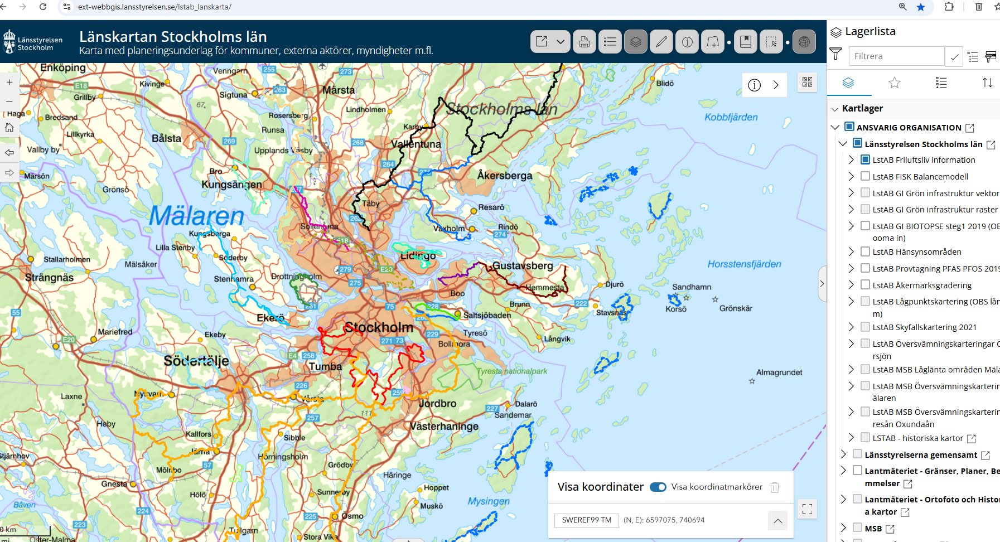 ext-webbgis.lansstyrelsen.se/lstab_lanskarta/
Länsstyrelsen
Stockholm
Länskartan Stockholms län
Karta med planeringsunderlag för kommuner, externa aktörer, myndigheter m.fl.
Lagerlista
Filtrera
Kartlager
ANSVARIG ORGANISATION
Länsstyrelsen Stockholms län
LstAB Friluftsliv information
LstAB FISK Balancemodell
LstAB GI Grön infrastruktur vektor
LstAB GI Grön infrastruktur raster
LstAB GI BIOTOPSE steg1 2019 (OB
ooma in)
LstAB Hänsynsområden
LstAB Provtagning PFAS PFOS 2019
LstAB Åkermarksgradering
LstAB Lågpunktskartering (OBS lån
m)
LstAB Skyfallskartering 2021
LstAB Översvämningskarteringar Ö
rsjön
LstAB MSB Låglänta områden Mäla
LstAB MSB Översvämningskarterin
älaren
LstAB MSB Översvämningskarterin
resån Oxundaån
LSTAB - historiska kartor
Länsstyrelserna gemensamt
Lantmäteriet - Gränser, Planer, Be
mmelser
Lantmäteriet - Ortofoto och Histo
a kartor
MSB
Enköping
Venngarn
255
273
Kivinge
E18
Grillby
Sigtuna
263
Märsta
Blidö
67
Haga
Bredsand
Rosersberg
Lindholmen
Stockholms län
Kobbfjärden
Lillkyrka
Bålsta
269
Runsa
Karby
268
Vallby by
Upplands Väsby
Vallentuna
Bro
264
276
Märsön
Kungsängen
Åkersberga
Grönsö
267
Täby
Resarö
Mälaren
262
Sollentuna
Vaxholm
Rindö
274
Kungsberga
E18
Lilla Stenby
Söderby
Lidingö
Stallarholmen
Mälsåker
Gustavsberg
Horsstensfjärden
Strängnäs
Stenhamra
Drottningholm
279
E20
275
Hemmesta
Djurö
Sandhamn
Boo
261
75
228
Brunn
222
Stavsnäs
Korsö
Grönskär
55
Ekerö
Saltsjöbaden
Mariefred
Stockholm
E20
Ekeby
271
73
229
Tyresö
Långvik
Bollmora
Södertälje
E4
258
Tumba
Tyresta nationalpark
Almagrundet
226
Nykvarn
Laxne
Vårsta
259
Jordbro
227
Dalarö
Sandemar
111
257
Heby
Västerhaninge
Kallfors
Sibble
Stjärnhov
Järna
Hörningsholm
57
Grödby
Mölnbo
Häringe
Gnesta
Hölö
Sunnerby
Hoppet
Båven
Muskö
Mysingen
224
225
Ösmo
223
Tullgarn
Stora Vika
0 km
mi
Öster-Malma
Visa koordinater
Visa koordinatmarkörer
SWEREF99 TM
(N, E): 6597075, 740694